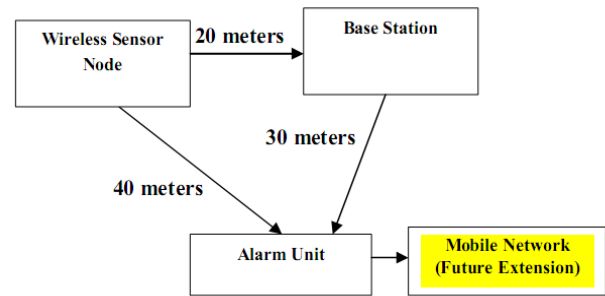 Wireless Sensor
Node
20 meters
Base Station
30 meters
40 meters
Alarm Unit
Mobile Network
(Future Extension)